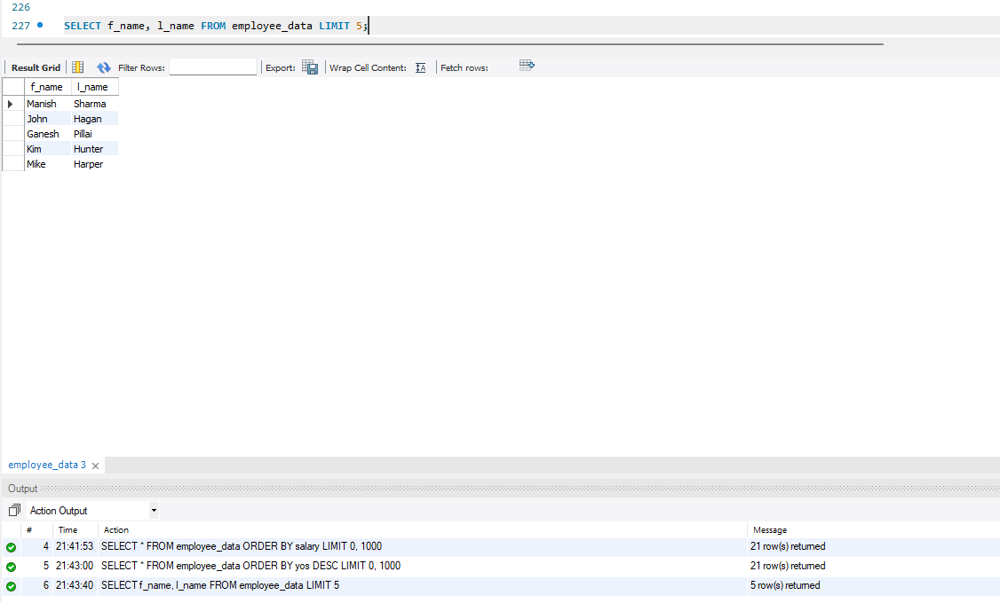 226
227 SELECT f_name, l_name FROM employee_data LIMIT 5;
Result Grid Filter Rows: Export: Wrap Cell Content: IA Fetch rows:
f_name l_name
Manish Sharma
John Hagan
Ganesh Pillai
Kim Hunter
Mike Harper
employee_data 3
Output
Action Output
# Time Action Message
4 21:41:53 SELECT * FROM employee_data ORDER BY salary LIMIT 0, 1000 21 row(s) returned
5 21:43:00 SELECT * FROM employee_data ORDER BY yos DESC LIMIT 0, 1000 21 row(s) returned
6 21:43:40 SELECT f_name, l_name FROM employee_data LIMIT 5 5 row(s) returned